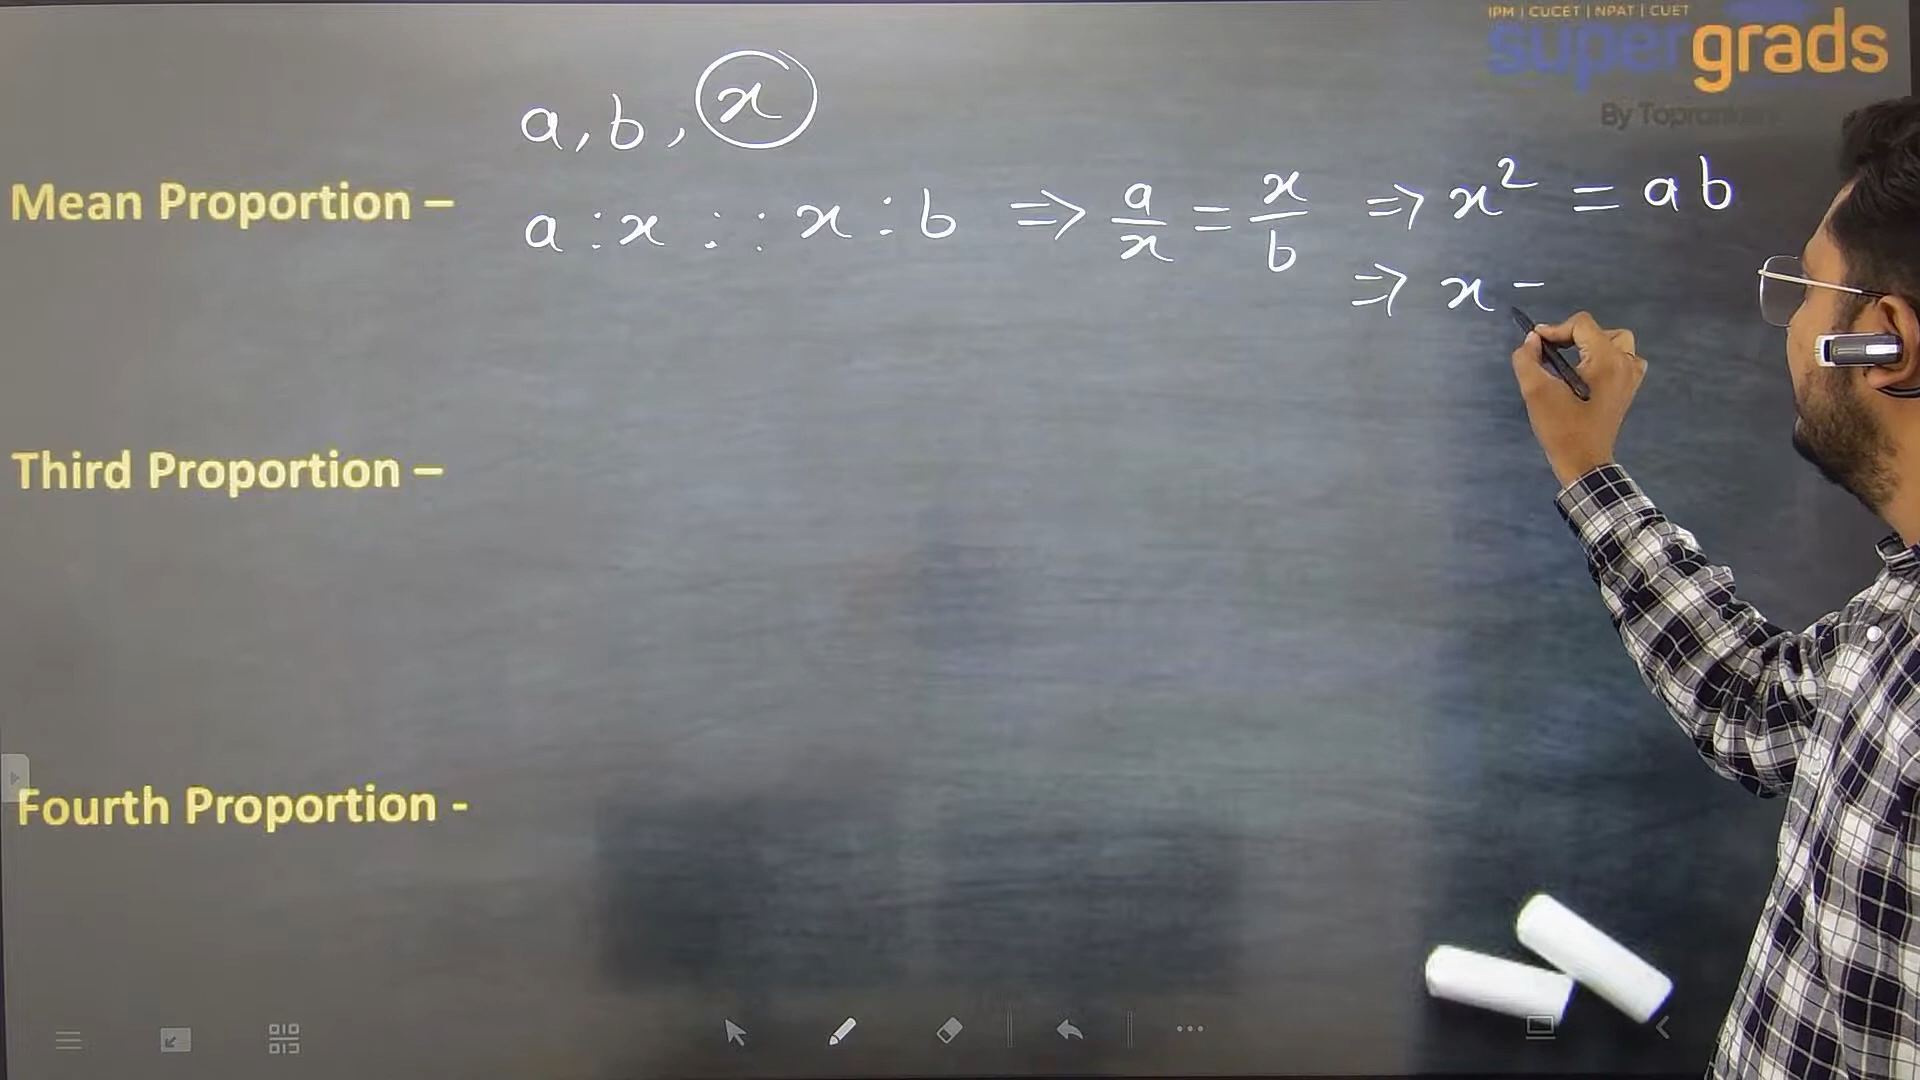 IPM | CUCET | NPAT | CUET
supergrads
a, b, x
Mean Proportion –
a : x :: x : b ⇒ a/x = x/b ⇒ x² = ab
⇒ x -
Third Proportion –
Fourth Proportion -